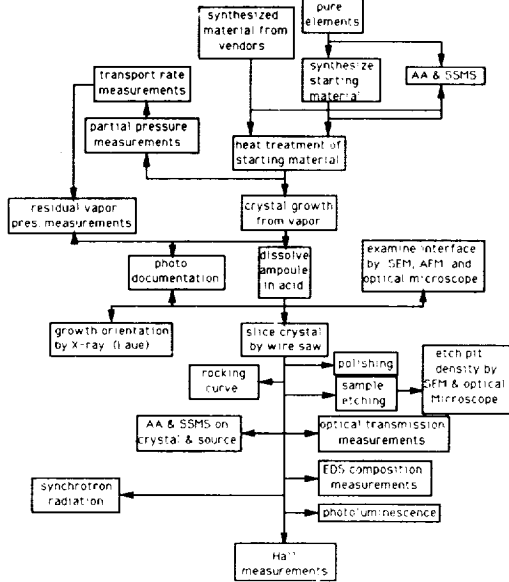 synthesized
material from
vendors
pure
elements
transport rate
measurements
synthesize
starting
material
AA & SSMS
partial pressure
measurements
heat treatment of
starting material
residual vapor
pres. measurements
crystal growth
from vapor
photo
documentation
dissolve
ampoule
in acid
examine interface
by SEM, AFM and
optical microscope
growth orientation
by X-ray (Laue)
slice crystal
by wire saw
rocking
curve
polishing
sample
etching
etch pit
density by
SEM & optical
Microscope
AA & SSMS on
crystal & source
optical transmission
measurements
EDS composition
measurements
synchrotron
radiation
photoluminescence
Hall
measurements